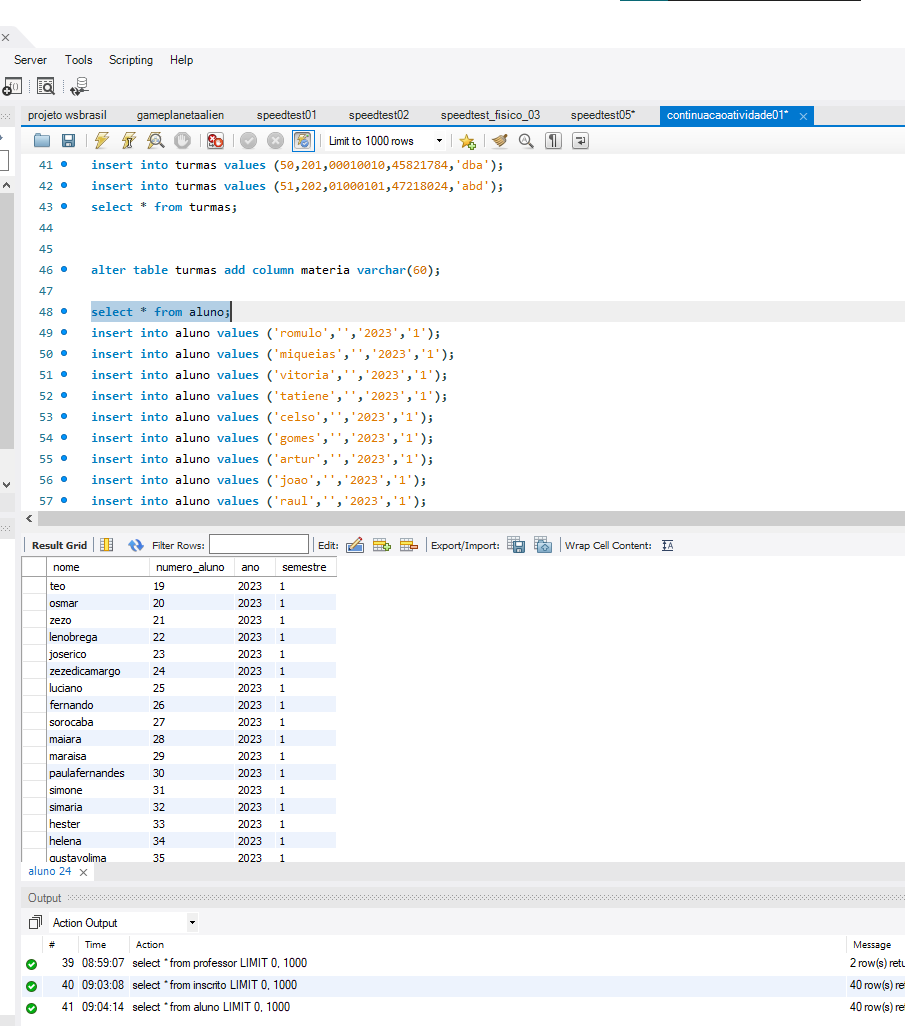 Server Tools Scripting Help
projeto wsbrasil gameplanetaalien speedtest01 speedtest02 speedtest_fisico_03 speedtest05* continuacaoatividade01*
Limit to 1000 rows
41 insert into turmas values (50,201,00010010,45821784,'dba');
42 insert into turmas values (51,202,01000101,47218024,'abd');
43 select * from turmas;
44
45
46 alter table turmas add column materia varchar(60);
47
48 select * from aluno;
49 insert into aluno values ('romulo','','2023','1');
50 insert into aluno values ('miqueias','','2023','1');
51 insert into aluno values ('vitoria','','2023','1');
52 insert into aluno values ('tatiene','','2023','1');
53 insert into aluno values ('celso','','2023','1');
54 insert into aluno values ('gomes','','2023','1');
55 insert into aluno values ('artur','','2023','1');
56 insert into aluno values ('joao','','2023','1');
57 insert into aluno values ('raul','','2023','1');
Result Grid Filter Rows: Edit: Export/Import: Wrap Cell Content:
nome numero_aluno ano semestre
teo 19 2023 1
osmar 20 2023 1
zezo 21 2023 1
lenobrega 22 2023 1
joserico 23 2023 1
zezedicamargo 24 2023 1
luciano 25 2023 1
fernando 26 2023 1
sorocaba 27 2023 1
maiara 28 2023 1
maraisa 29 2023 1
paulafernandes 30 2023 1
simone 31 2023 1
simaria 32 2023 1
hester 33 2023 1
helena 34 2023 1
gustavolima 35 2023 1
aluno 24
Output
Action Output
# Time Action Message
39 08:59:07 select * from professor LIMIT 0, 1000 2 row(s) retu
40 09:03:08 select * from inscrito LIMIT 0, 1000 40 row(s) re
41 09:04:14 select * from aluno LIMIT 0, 1000 40 row(s) re